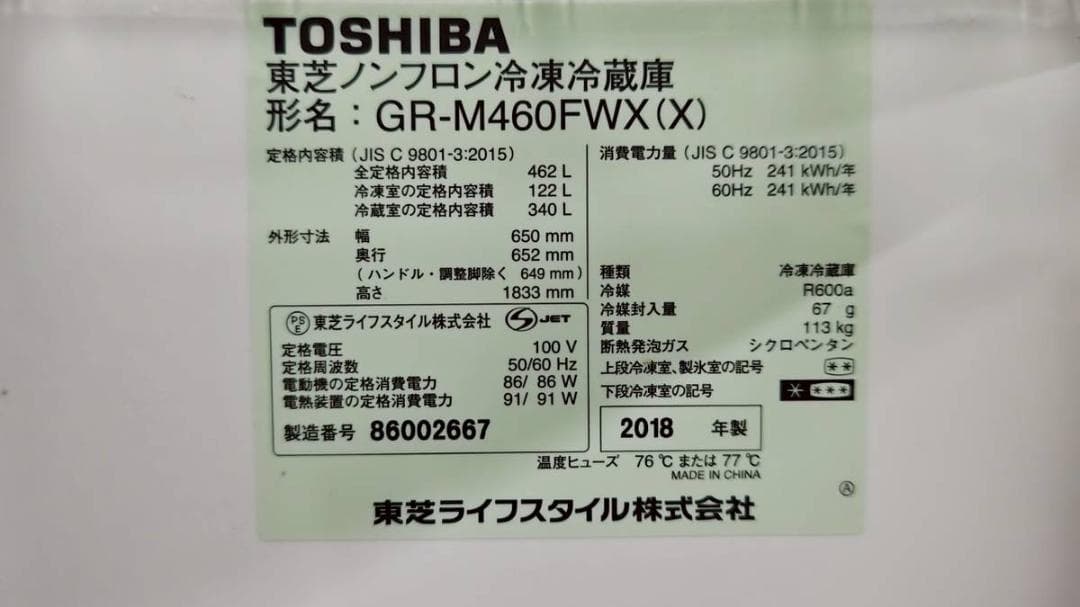 TOSHIBA
東芝ノンフロン冷凍冷蔵庫
形名：GR-M460FWX(X)
定格内容積（JIS C 9801-3:2015）
全定格内容積 462 L
冷凍室の定格内容積 122 L
冷蔵室の定格内容積 340 L
外形寸法 幅 650 mm
奥行 652 mm
（ハンドル・調整脚除く 649 mm）
高さ 1833 mm
PSE 東芝ライフスタイル株式会社 S JET
定格電圧 100 V
定格周波数 50/60 Hz
電動機の定格消費電力 86/ 86 W
電熱装置の定格消費電力 91/ 91 W
製造番号 86002667
消費電力量（JIS C 9801-3:2015）
50Hz 241 kWh/年
60Hz 241 kWh/年
種類 冷凍冷蔵庫
冷媒 R600a
冷媒封入量 67 g
質量 113 kg
断熱発泡ガス シクロペンタン
上段冷凍室、製氷室の記号 **
下段冷凍室の記号 * ***
2018 年製
温度ヒューズ 76 ℃ または 77 ℃
MADE IN CHINA
Ⓐ
東芝ライフスタイル株式会社